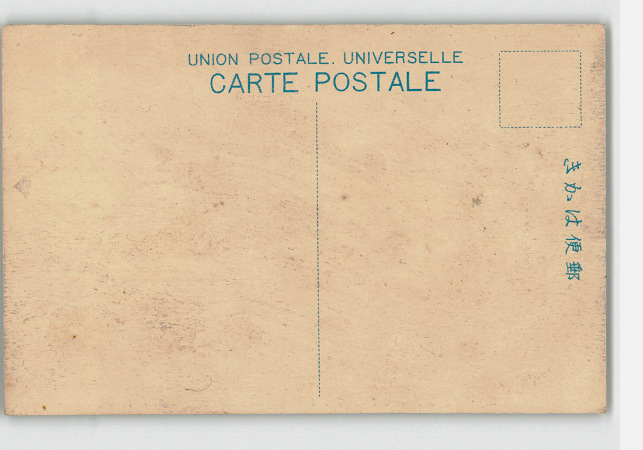 UNION POSTALE. UNIVERSELLE
CARTE POSTALE
きかは便郵